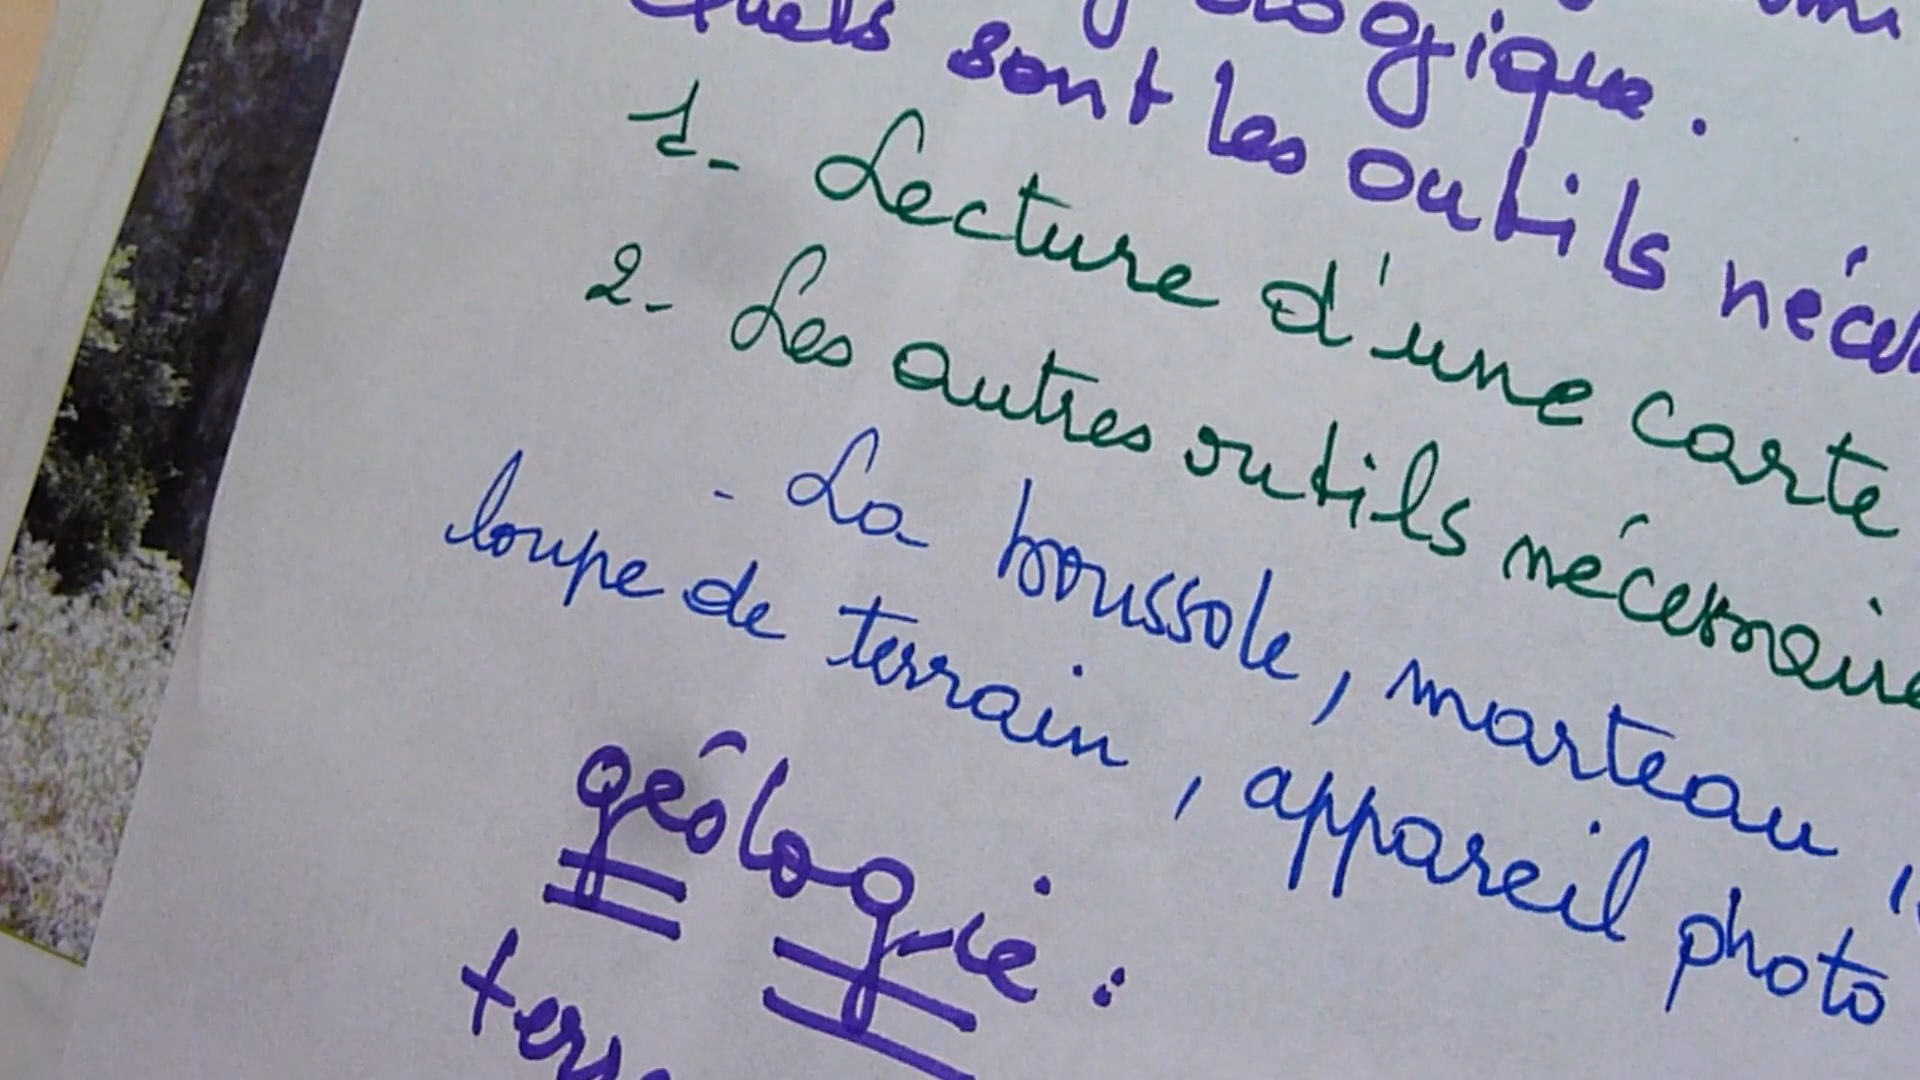 géologique.
Quels sont les outils
1- Lecture d'une carte
2- Les autres outils nécessaire
- La boussole, marteau,
loupe de terrain, appareil photo
géologie :